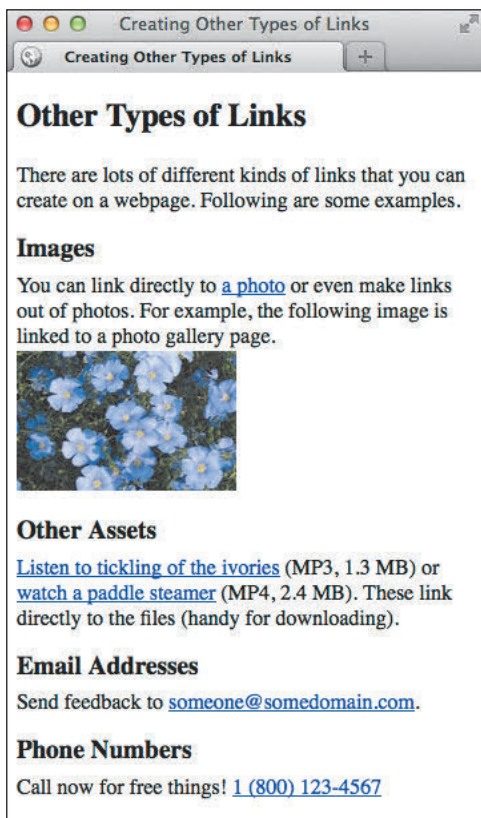 Creating Other Types of Links
Creating Other Types of Links
Other Types of Links
There are lots of different kinds of links that you can
create on a webpage. Following are some examples.
Images
You can link directly to a photo or even make links
out of photos. For example, the following image is
linked to a photo gallery page.
Other Assets
Listen to tickling of the ivories (MP3, 1.3 MB) or
watch a paddle steamer (MP4, 2.4 MB). These link
directly to the files (handy for downloading).
Email Addresses
Send feedback to someone@somedomain.com.
Phone Numbers
Call now for free things! 1 (800) 123-4567